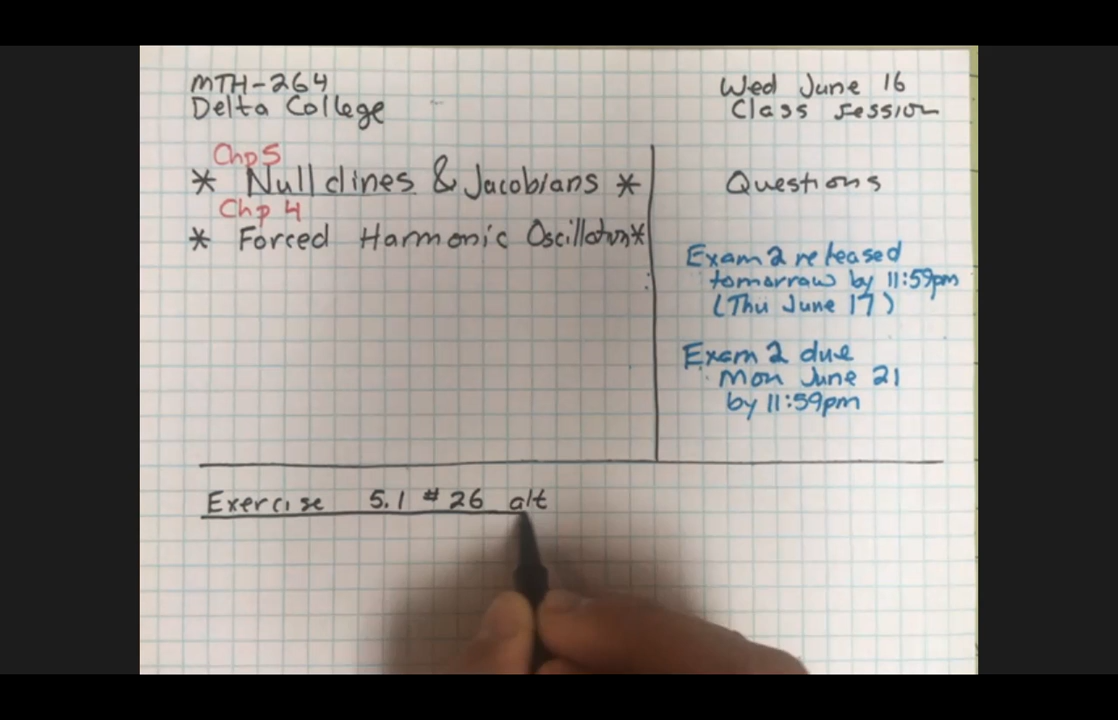 MTH-264
Delta College
Wed June 16
Class session
Chp 5
* Nullclines & Jacobians *
Chp 4
* Forced Harmonic Oscillators *
Questions
Exam 2 released
tomorrow by 11:59pm
(Thu June 17)
Exam 2 due
Mon June 21
by 11:59pm
Exercise 5.1 #26 alt